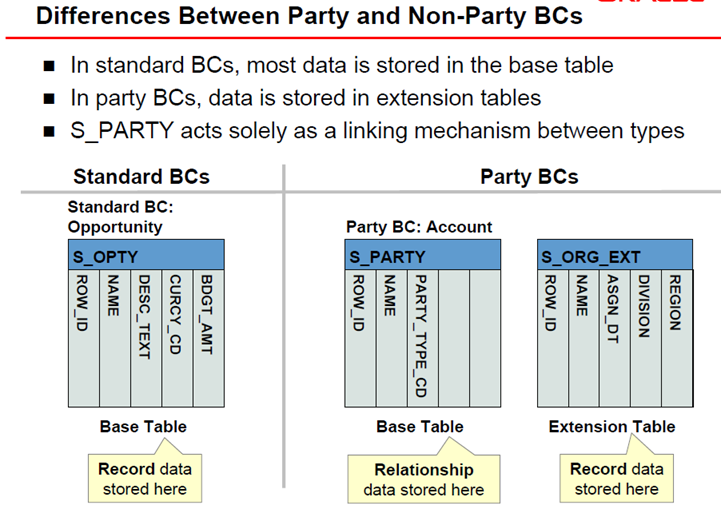 Differences Between Party and Non-Party BCs
■ In standard BCs, most data is stored in the base table
■ In party BCs, data is stored in extension tables
■ S_PARTY acts solely as a linking mechanism between types
Standard BCs
Party BCs
Standard BC:
Opportunity
S_OPTY
ROW_ID
NAME
DESC_TEXT
CURCY_CD
BDGT_AMT
Base Table
Record data
stored here
Party BC: Account
S_PARTY
ROW_ID
NAME
PARTY_TYPE_CD
Base Table
Relationship
data stored here
S_ORG_EXT
ROW_ID
NAME
ASGN_DT
DIVISION
REGION
Extension Table
Record data
stored here